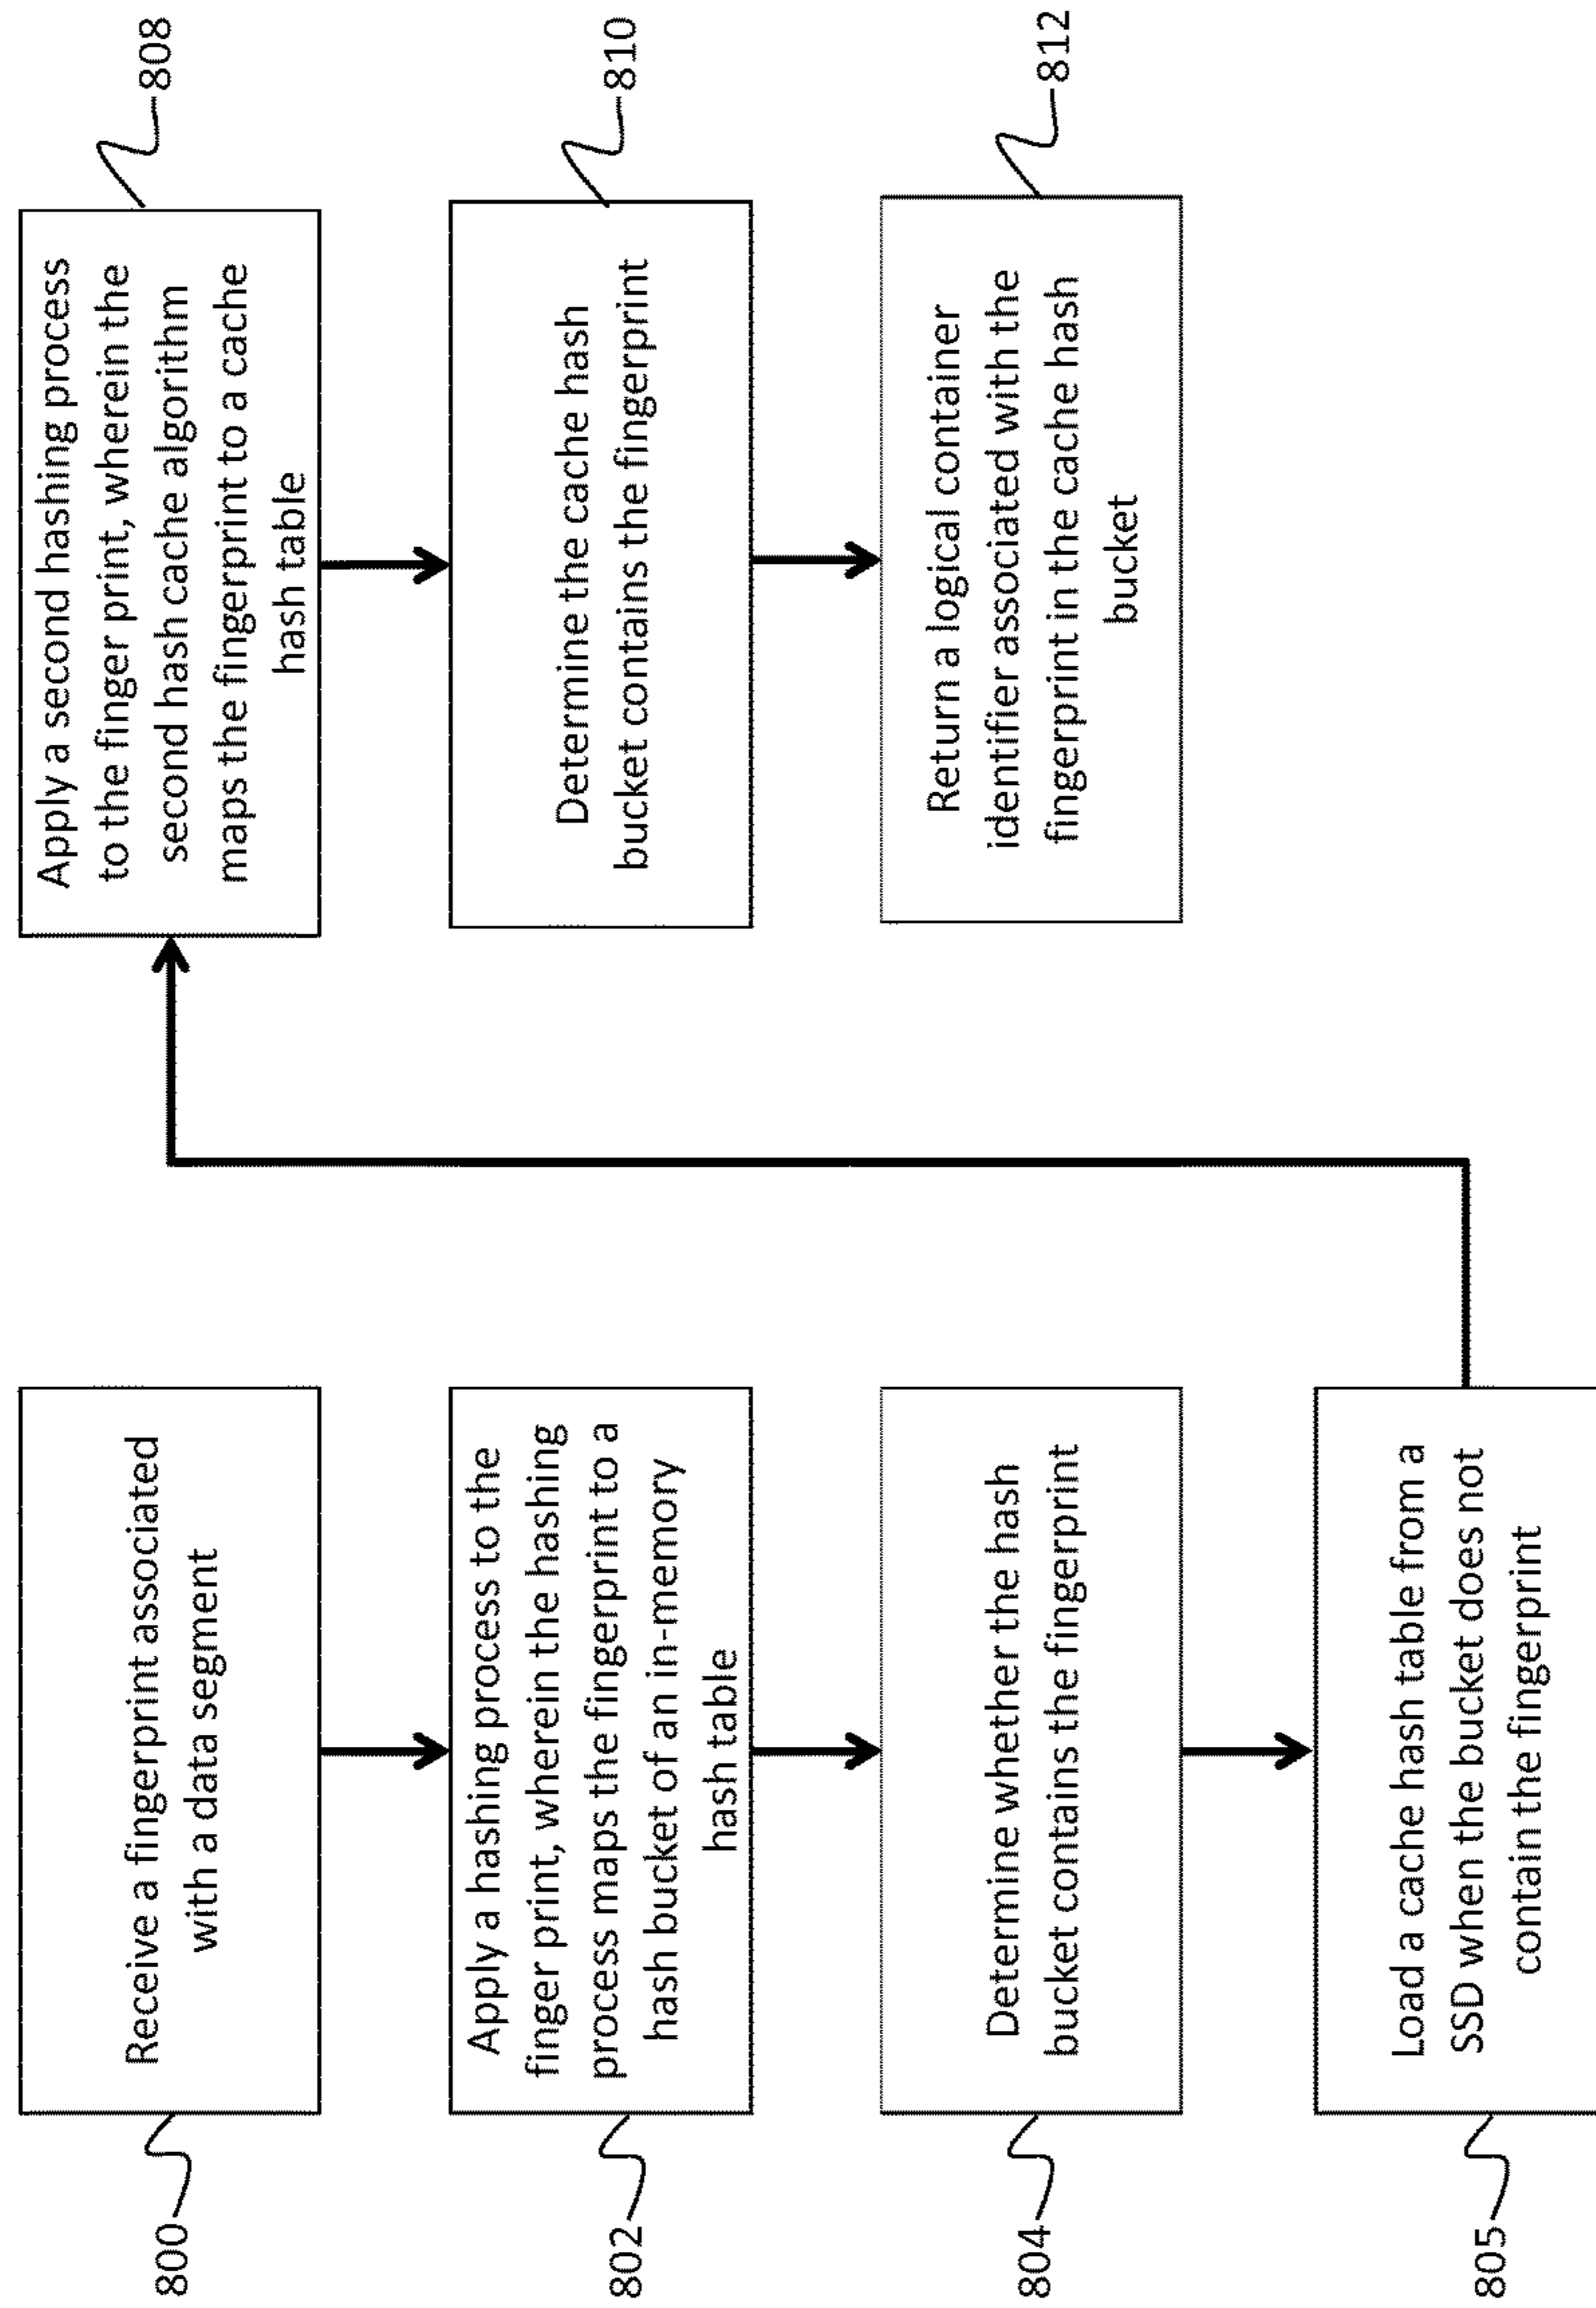 800
Receive a fingerprint associated
with a data segment
802
Apply a hashing process to the
finger print, wherein the hashing
process maps the fingerprint to a
hash bucket of an in-memory
hash table
804
Determine whether the hash
bucket contains the fingerprint
805
Load a cache hash table from a
SSD when the bucket does not
contain the fingerprint
808
Apply a second hashing process
to the finger print, wherein the
second hash cache algorithm
maps the fingerprint to a cache
hash table
810
Determine the cache hash
bucket contains the fingerprint
812
Return a logical container
identifier associated with the
fingerprint in the cache hash
bucket